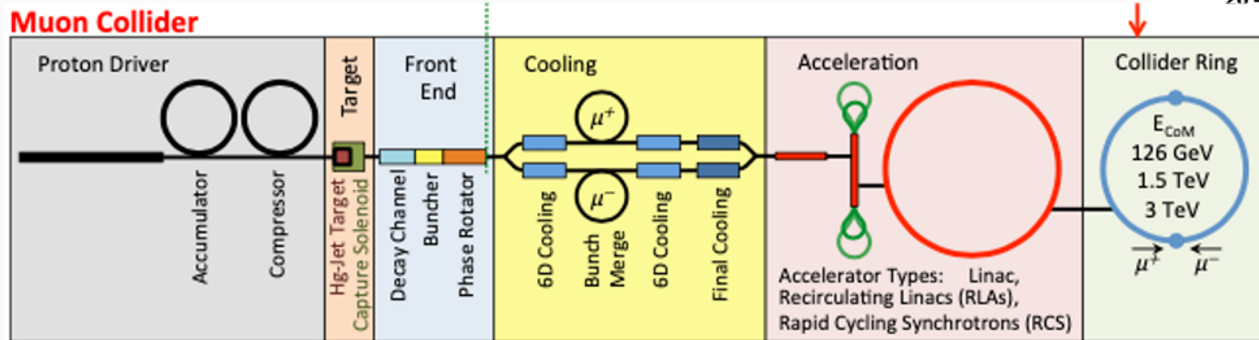 Muon Collider
Proton Driver
Accumulator
Compressor
Target
Hg-Jet Target
Capture Solenoid
Front
End
Decay Channel
Buncher
Phase Rotator
Cooling
μ+
μ−
6D Cooling
Bunch
Merge
6D Cooling
Final Cooling
Acceleration
Accelerator Types: Linac,
Recirculating Linacs (RLAs),
Rapid Cycling Synchrotrons (RCS)
Collider Ring
ECoM
126 GeV
1.5 TeV
3 TeV
μ+ μ−